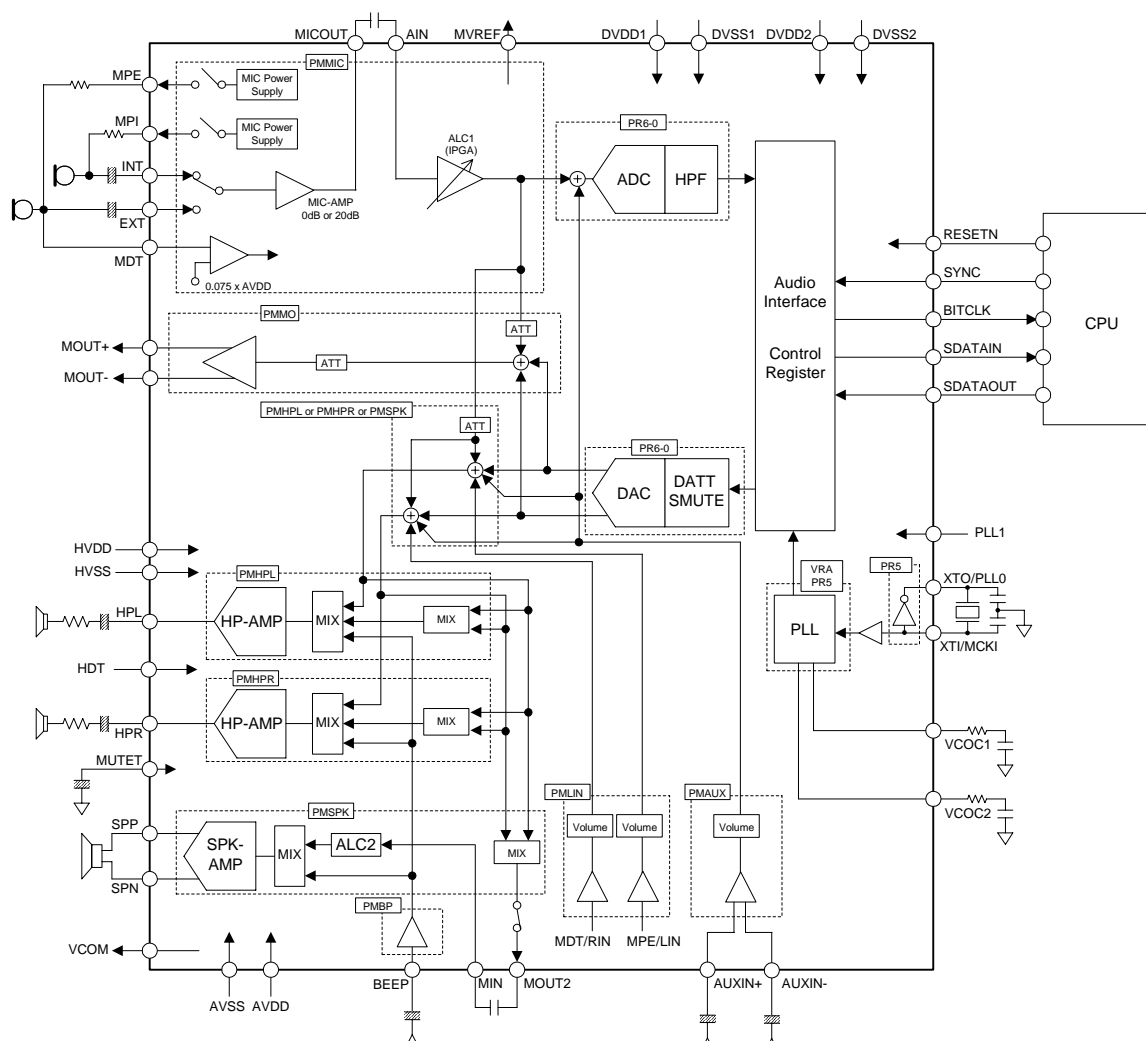 MICOUT
AIN
MVREF
DVDD1
DVSS1
DVDD2
DVSS2
PMMIC
MPE
MIC Power
Supply
MPI
MIC Power
Supply
INT
EXT
MIC-AMP
0dB or 20dB
MDT
0.075 x AVDD
ALC1
(IPGA)
PR6-0
ADC
HPF
Audio
Interface
Control
Register
RESETN
SYNC
BITCLK
SDATAIN
SDATAOUT
CPU
PMMO
MOUT+
MOUT-
ATT
ATT
PMHPL or PMHPR or PMSPK
ATT
PR6-0
DAC
DATT
SMUTE
PLL1
HVDD
HVSS
PMHPL
HPL
HP-AMP
MIX
MIX
HDT
PMHPR
HPR
HP-AMP
MIX
MIX
MUTET
VRA
PR5
PLL
PR5
XTO/PLL0
XTI/MCKI
VCOC1
VCOC2
PMSPK
SPP
SPN
SPK-
AMP
MIX
ALC2
MIX
PMLIN
Volume
Volume
MDT/RIN
MPE/LIN
PMAUX
Volume
PMBP
VCOM
AVSS
AVDD
BEEP
MIN
MOUT2
AUXIN+
AUXIN-